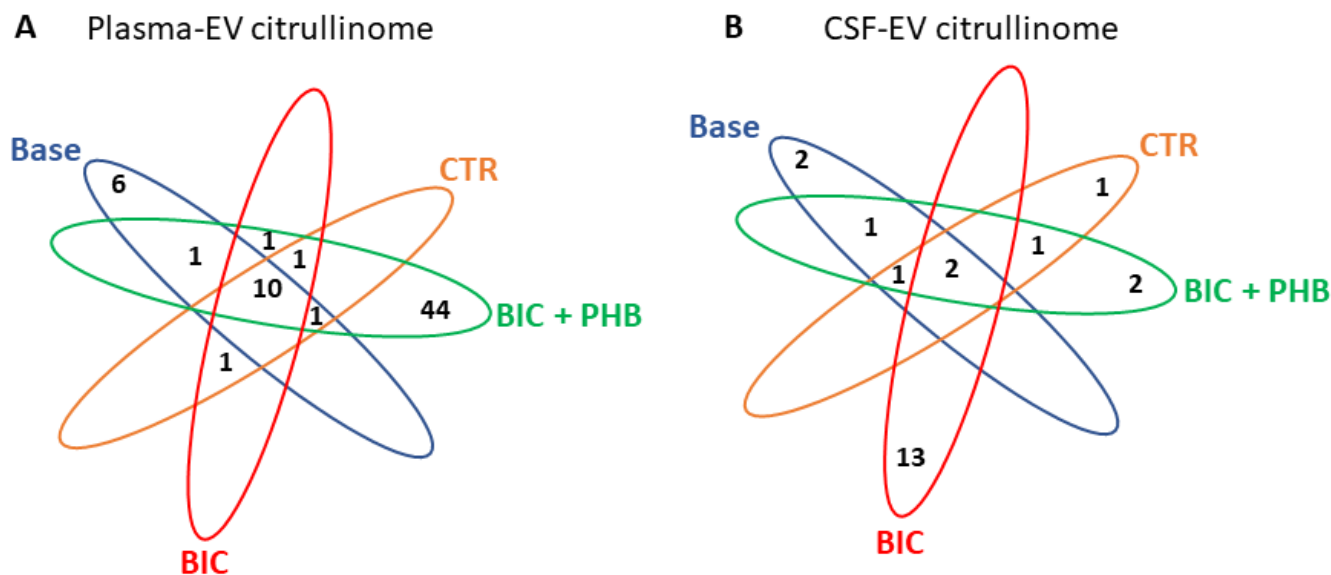 A Plasma-EV citrullinome
Base
CTR
6
1
1
1
10
44
BIC + PHB
1
1
BIC
B CSF-EV citrullinome
Base
CTR
2
1
1
1
1
2
2
BIC + PHB
13
BIC